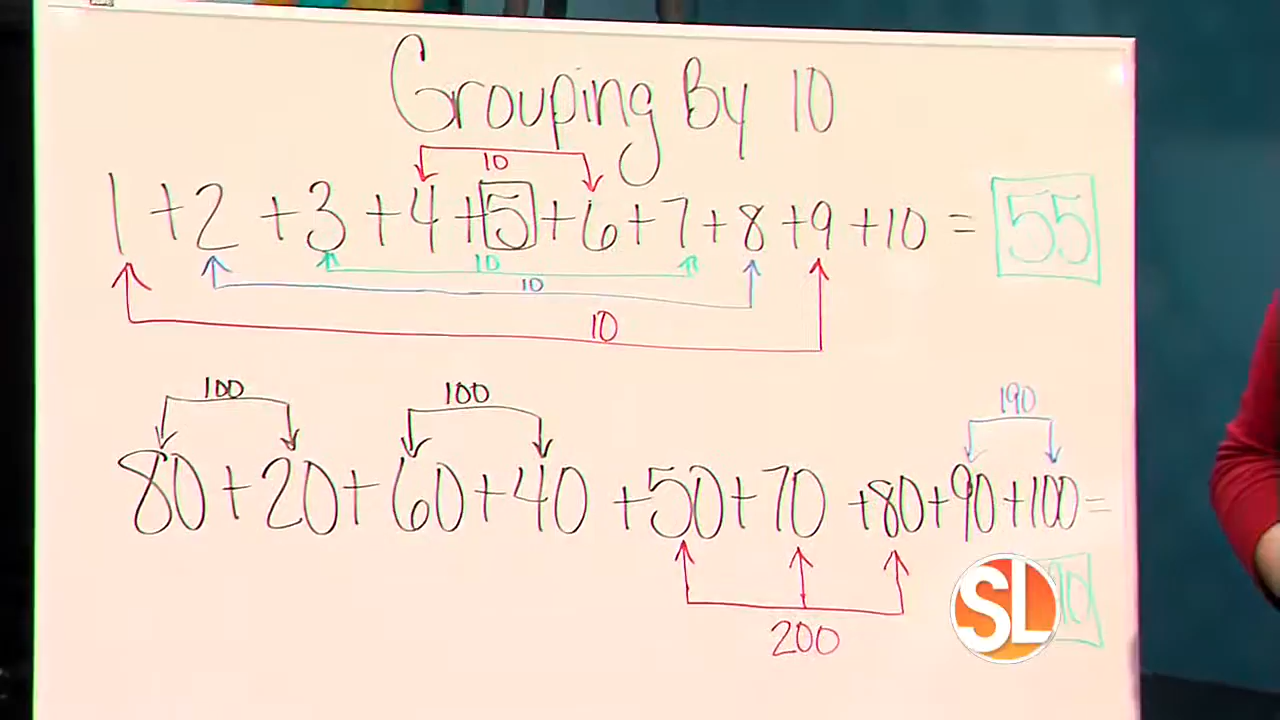 Grouping By 10
10
1 + 2 + 3 + 4 + 5 + 6 + 7 + 8 + 9 + 10 = 55
10
10
10
100 100 190
80 + 20 + 60 + 40 + 50 + 70 + 80 + 90 + 100 =
SL
200